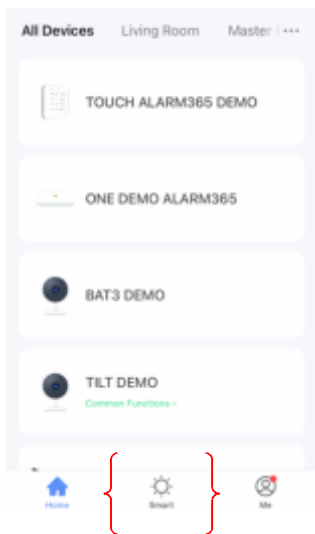 All Devices Living Room Master
TOUCH ALARM365 DEMO
ONE DEMO ALARM365
BAT3 DEMO
TILT DEMO
Common Functions
Home Smart Me